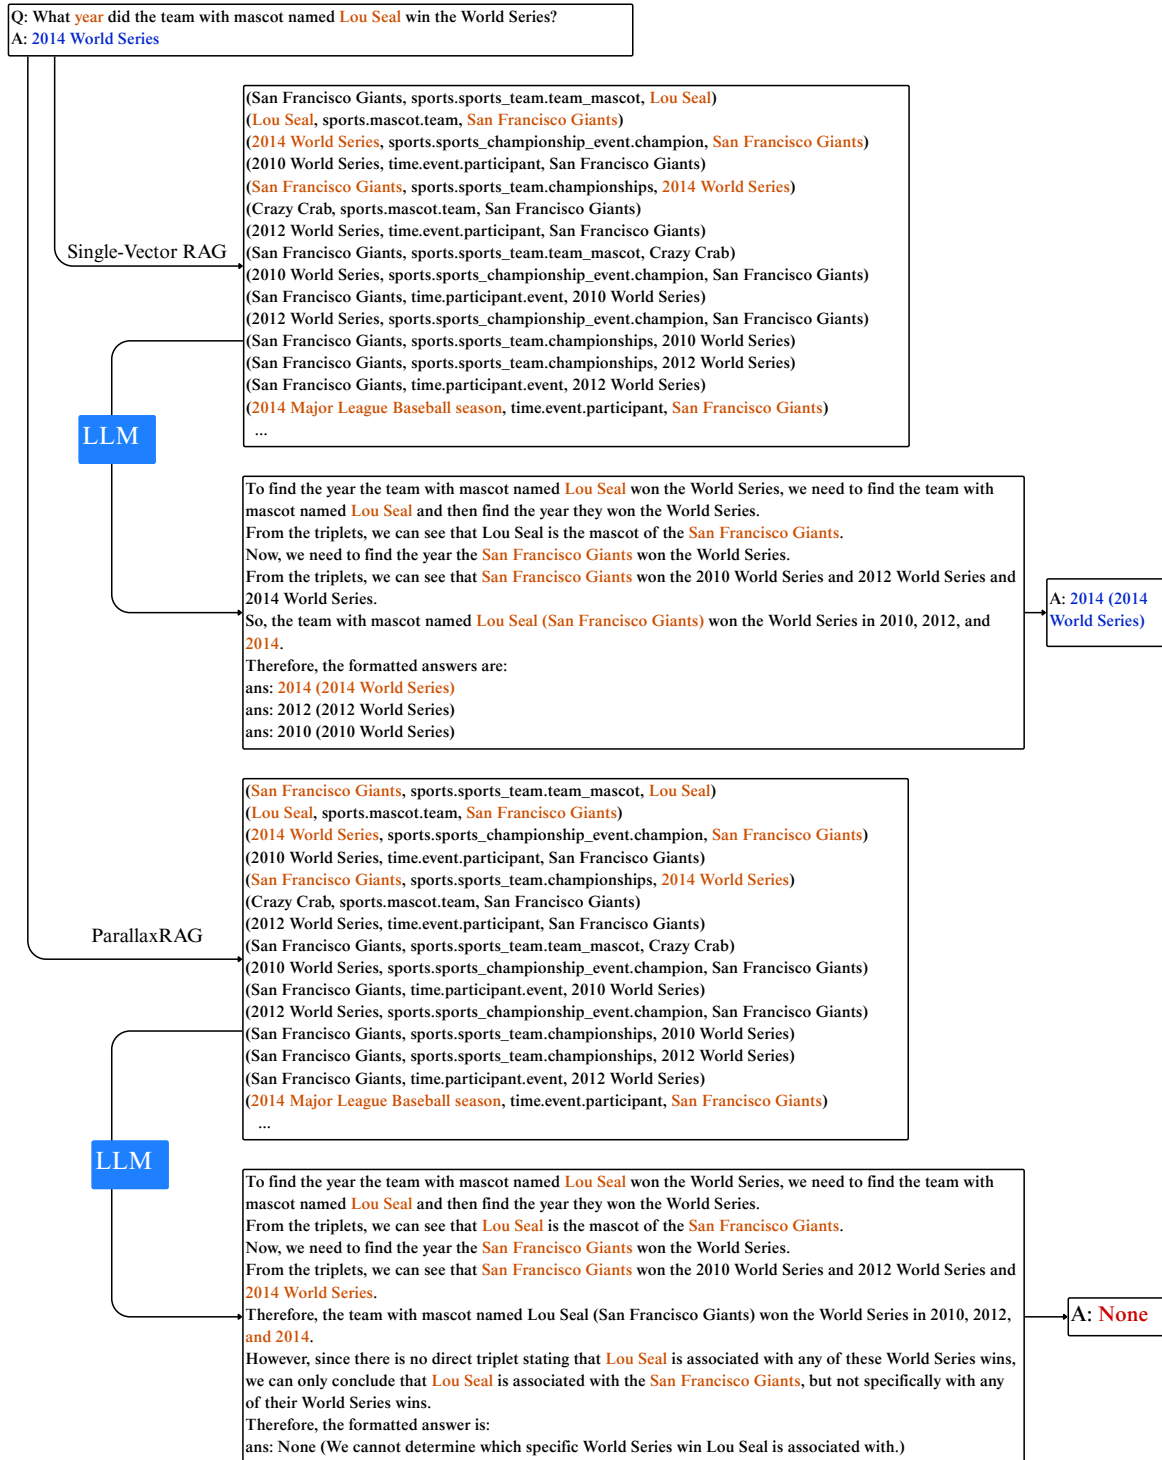 Q: What year did the team with mascot named Lou Seal win the World Series?
A: 2014 World Series
(San Francisco Giants, sports.sports_team.team_mascot, Lou Seal)
(Lou Seal, sports.mascot.team, San Francisco Giants)
(2014 World Series, sports.sports_championship_event.champion, San Francisco Giants)
(2010 World Series, time.event.participant, San Francisco Giants)
(San Francisco Giants, sports.sports_team.championships, 2014 World Series)
(Crazy Crab, sports.mascot.team, San Francisco Giants)
(2012 World Series, time.event.participant, San Francisco Giants)
(San Francisco Giants, sports.sports_team.team_mascot, Crazy Crab)
(2010 World Series, sports.sports_championship_event.champion, San Francisco Giants)
(San Francisco Giants, time.participant.event, 2010 World Series)
(2012 World Series, sports.sports_championship_event.champion, San Francisco Giants)
(San Francisco Giants, sports.sports_team.championships, 2010 World Series)
(San Francisco Giants, sports.sports_team.championships, 2012 World Series)
(San Francisco Giants, time.participant.event, 2012 World Series)
(2014 Major League Baseball season, time.event.participant, San Francisco Giants)
...
Single-Vector RAG
LLM
To find the year the team with mascot named Lou Seal won the World Series, we need to find the team with
mascot named Lou Seal and then find the year they won the World Series.
From the triplets, we can see that Lou Seal is the mascot of the San Francisco Giants.
Now, we need to find the year the San Francisco Giants won the World Series.
From the triplets, we can see that San Francisco Giants won the 2010 World Series and 2012 World Series and
2014 World Series.
So, the team with mascot named Lou Seal (San Francisco Giants) won the World Series in 2010, 2012, and
2014.
Therefore, the formatted answers are:
ans: 2014 (2014 World Series)
ans: 2012 (2012 World Series)
ans: 2010 (2010 World Series)
A: 2014 (2014
World Series)
(San Francisco Giants, sports.sports_team.team_mascot, Lou Seal)
(Lou Seal, sports.mascot.team, San Francisco Giants)
(2014 World Series, sports.sports_championship_event.champion, San Francisco Giants)
(2010 World Series, time.event.participant, San Francisco Giants)
(San Francisco Giants, sports.sports_team.championships, 2014 World Series)
(Crazy Crab, sports.mascot.team, San Francisco Giants)
(2012 World Series, time.event.participant, San Francisco Giants)
(San Francisco Giants, sports.sports_team.team_mascot, Crazy Crab)
(2010 World Series, sports.sports_championship_event.champion, San Francisco Giants)
(San Francisco Giants, time.participant.event, 2010 World Series)
(2012 World Series, sports.sports_championship_event.champion, San Francisco Giants)
(San Francisco Giants, sports.sports_team.championships, 2010 World Series)
(San Francisco Giants, sports.sports_team.championships, 2012 World Series)
(San Francisco Giants, time.participant.event, 2012 World Series)
(2014 Major League Baseball season, time.event.participant, San Francisco Giants)
...
ParallaxRAG
LLM
To find the year the team with mascot named Lou Seal won the World Series, we need to find the team with
mascot named Lou Seal and then find the year they won the World Series.
From the triplets, we can see that Lou Seal is the mascot of the San Francisco Giants.
Now, we need to find the year the San Francisco Giants won the World Series.
From the triplets, we can see that San Francisco Giants won the 2010 World Series and 2012 World Series and
2014 World Series.
Therefore, the team with mascot named Lou Seal (San Francisco Giants) won the World Series in 2010, 2012,
and 2014.
However, since there is no direct triplet stating that Lou Seal is associated with any of these World Series wins,
we can only conclude that Lou Seal is associated with the San Francisco Giants, but not specifically with any
of their World Series wins.
Therefore, the formatted answer is:
ans: None (We cannot determine which specific World Series win Lou Seal is associated with.)
A: None